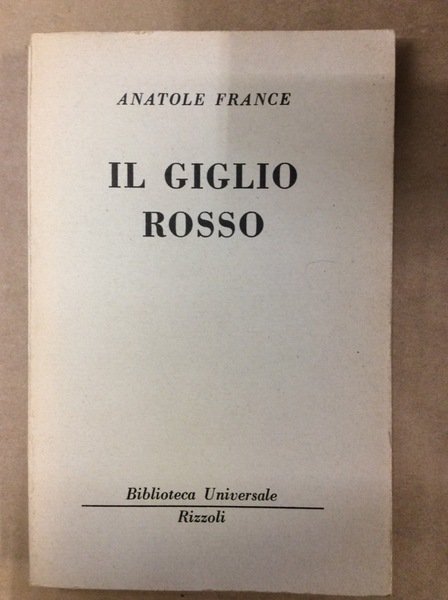 ANATOLE FRANCE
IL GIGLIO
ROSSO
Biblioteca Universale
Rizzoli